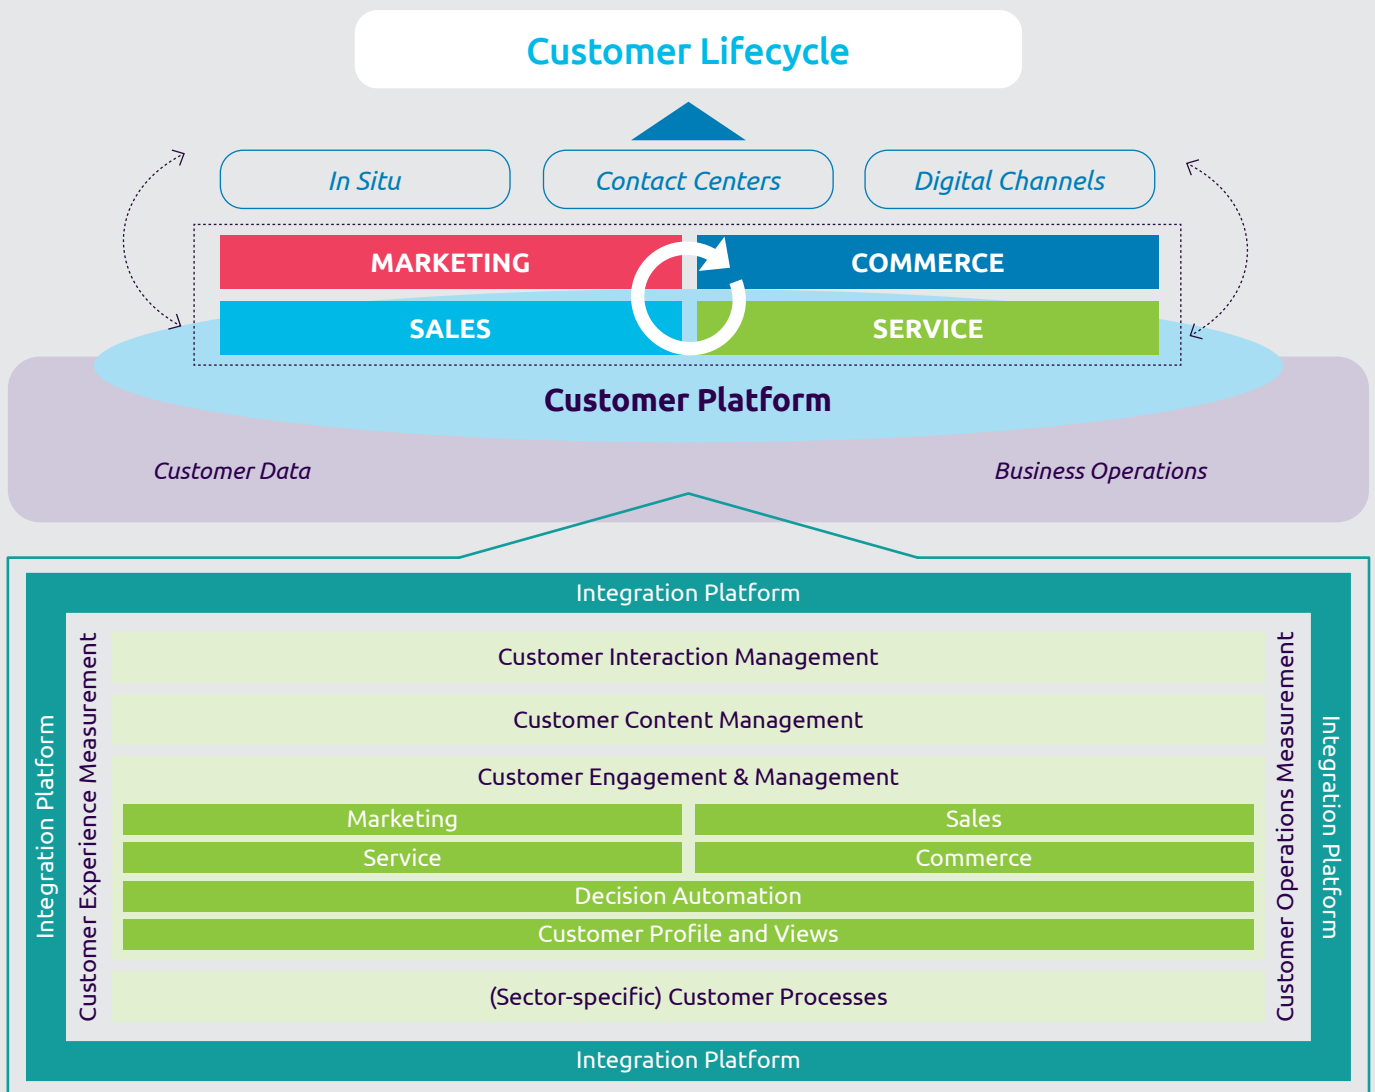 Customer Lifecycle
In Situ
Contact Centers
Digital Channels
MARKETING
COMMERCE
SALES
SERVICE
Customer Platform
Customer Data
Business Operations
Integration Platform
Integration Platform
Customer Experience Measurement
Customer Interaction Management
Customer Content Management
Customer Engagement & Management
Marketing
Sales
Service
Commerce
Decision Automation
Customer Profile and Views
(Sector-specific) Customer Processes
Customer Operations Measurement
Integration Platform
Integration Platform